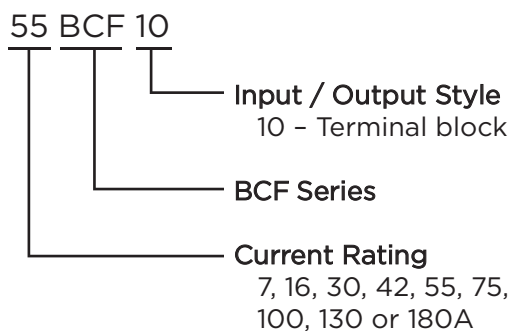 55 BCF 10
Input / Output Style
10 – Terminal block
BCF Series
Current Rating
7, 16, 30, 42, 55, 75,
100, 130 or 180A